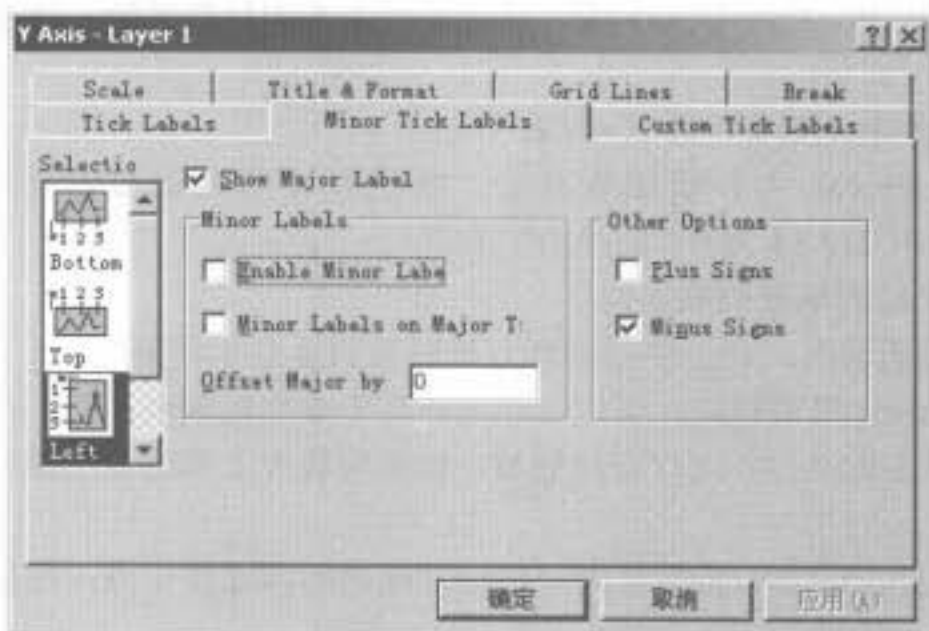 Y Axis - Layer 1
Scale
Title & Format
Grid Lines
Break
Tick Labels
Minor Tick Labels
Custom Tick Labels
Selectio
Bottom
Top
Left
Show Major Label
Minor Labels
Enable Minor Labe
Minor Labels on Major T
Offset Major by
0
Other Options
Plus Signs
Minus Signs
确定
取消
应用(A)